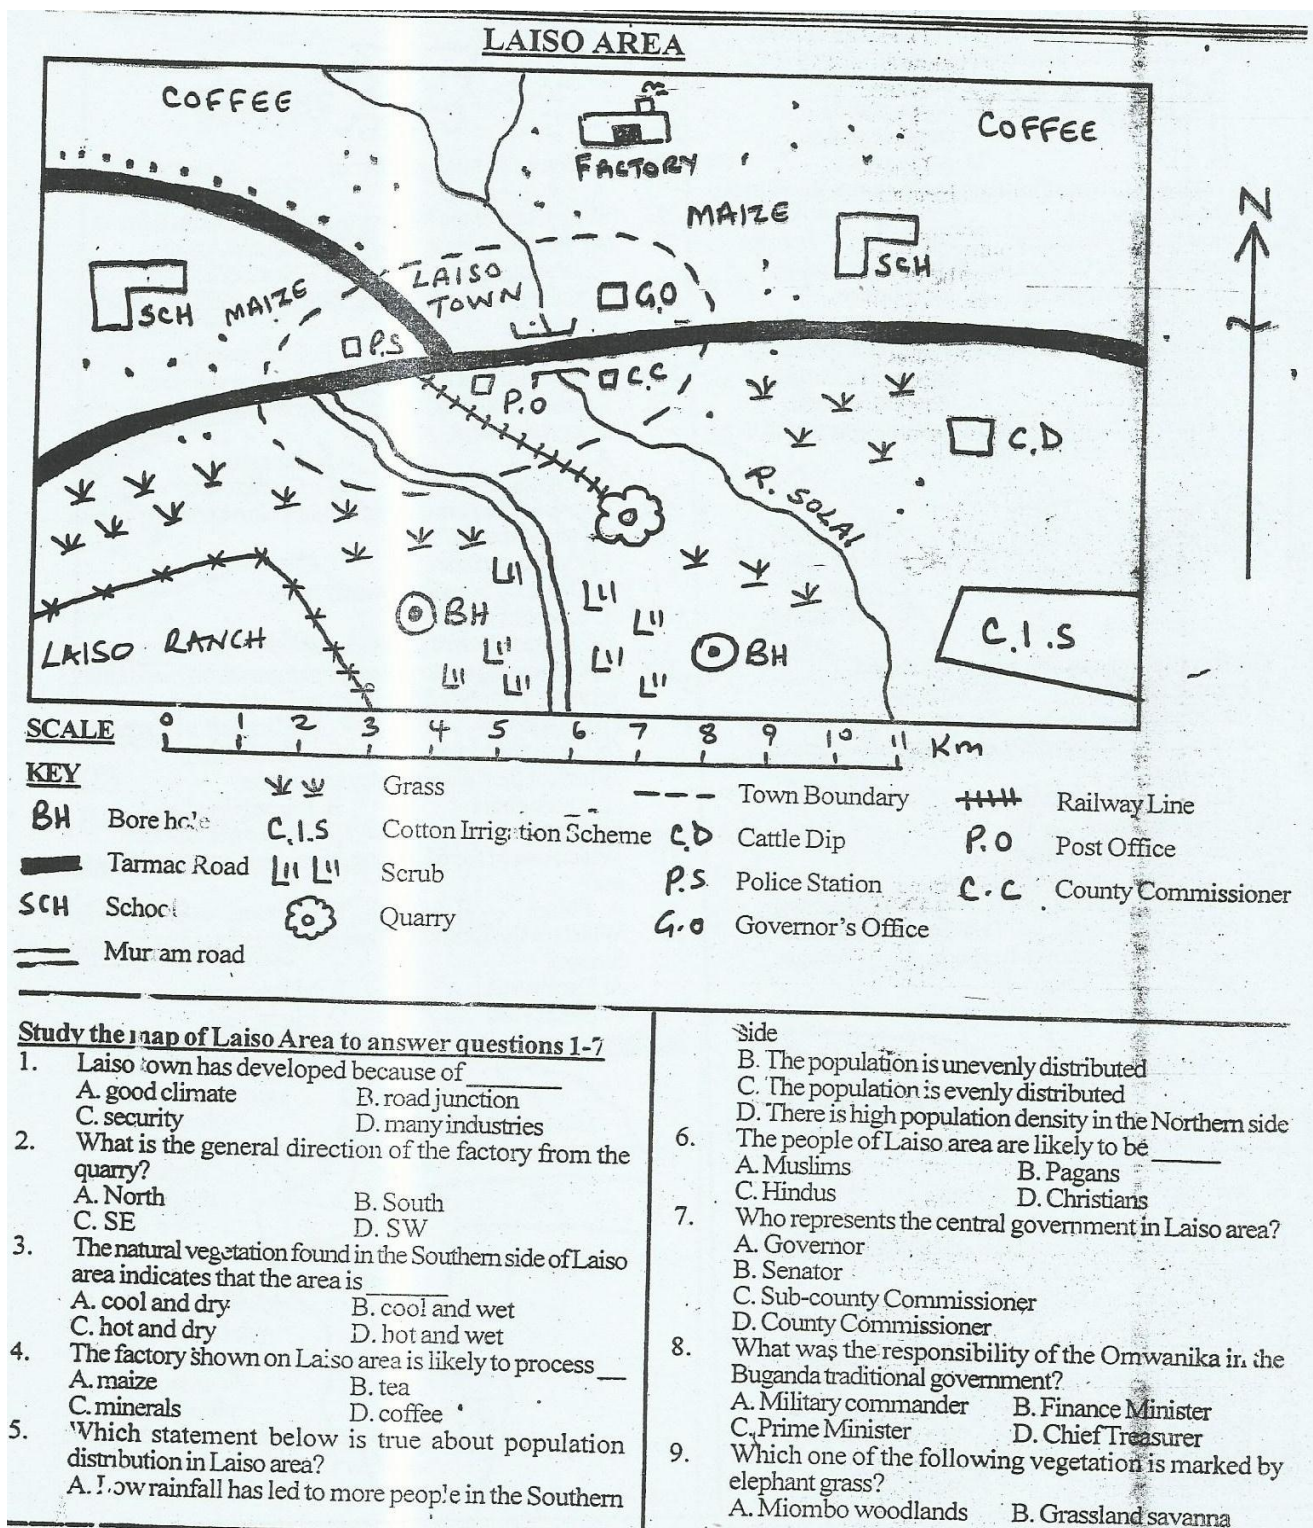 LAISO AREA
COFFEE
COFFEE
FACTORY
MAIZE
N
SCH
LAISO
TOWN
G.O
SCH
MAIZE
P.S
C.C
P.O
C.D
R. SOLAI
BH
C.I.S
LAISO RANCH
BH
SCALE 0 1 2 3 4 5 6 7 8 9 10 11 Km
KEY
Grass
Town Boundary
Railway Line
BH Bore hole
C.I.S Cotton Irrigation Scheme
C.D Cattle Dip
P.O Post Office
Tarmac Road
Scrub
P.S. Police Station
C.C County Commissioner
SCH School
Quarry
G.O Governor's Office
Murram road
Study the map of Laiso Area to answer questions 1-7
1. Laiso town has developed because of ______
A. good climate B. road junction
C. security D. many industries
2. What is the general direction of the factory from the
quarry?
A. North B. South
C. SE D. SW
3. The natural vegetation found in the Southern side of Laiso
area indicates that the area is ______
A. cool and dry B. cool and wet
C. hot and dry D. hot and wet
4. The factory shown on Laiso area is likely to process __
A. maize B. tea
C. minerals D. coffee
5. Which statement below is true about population
distribution in Laiso area?
A. Low rainfall has led to more people in the Southern
side
B. The population is unevenly distributed
C. The population is evenly distributed
D. There is high population density in the Northern side
6. The people of Laiso area are likely to be _____
A. Muslims B. Pagans
C. Hindus D. Christians
7. Who represents the central government in Laiso area?
A. Governor
B. Senator
C. Sub-county Commissioner
D. County Commissioner
8. What was the responsibility of the Omwanika in the
Buganda traditional government?
A. Military commander B. Finance Minister
C. Prime Minister D. Chief Treasurer
9. Which one of the following vegetation is marked by
elephant grass?
A. Miombo woodlands B. Grassland savanna